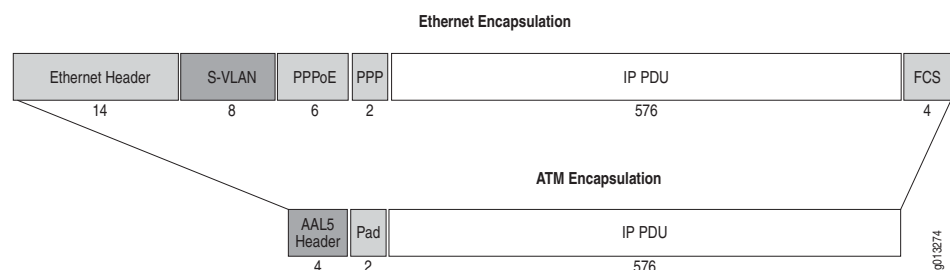 Ethernet Encapsulation
Ethernet Header S-VLAN PPPoE PPP IP PDU FCS
14 8 6 2 576 4
ATM Encapsulation
AAL5
Header Pad IP PDU
4 2 576
g013274